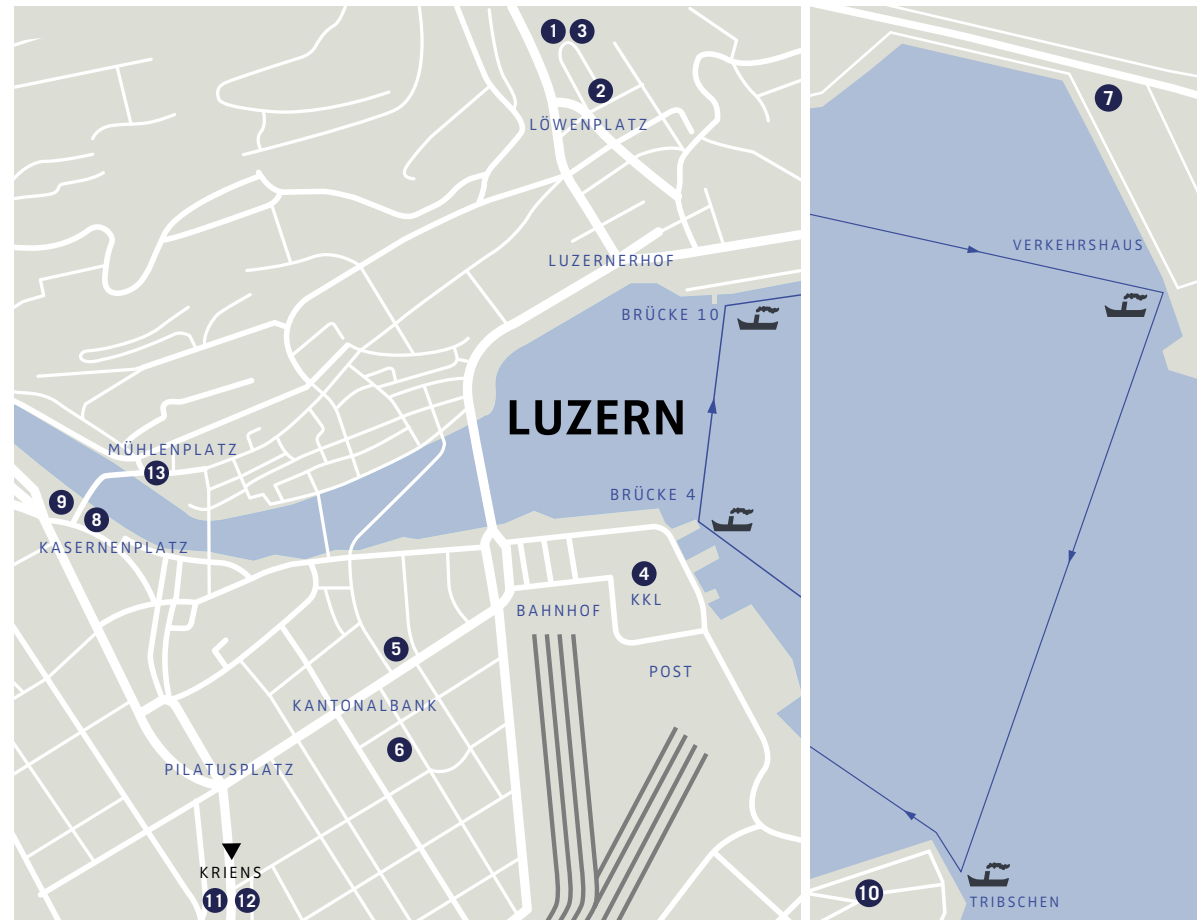 1 3
2
LÖWENPLATZ
LUZERNERHOF
BRÜCKE 10
LUZERN
MÜHLENPLATZ
13
BRÜCKE 4
9
8
KASERNENPLATZ
4
KKL
BAHNHOF
5
POST
KANTONALBANK
6
PILATUSPLATZ
KRIENS
11 12
7
VERKEHRSHAUS
10
TRIBSCHEN